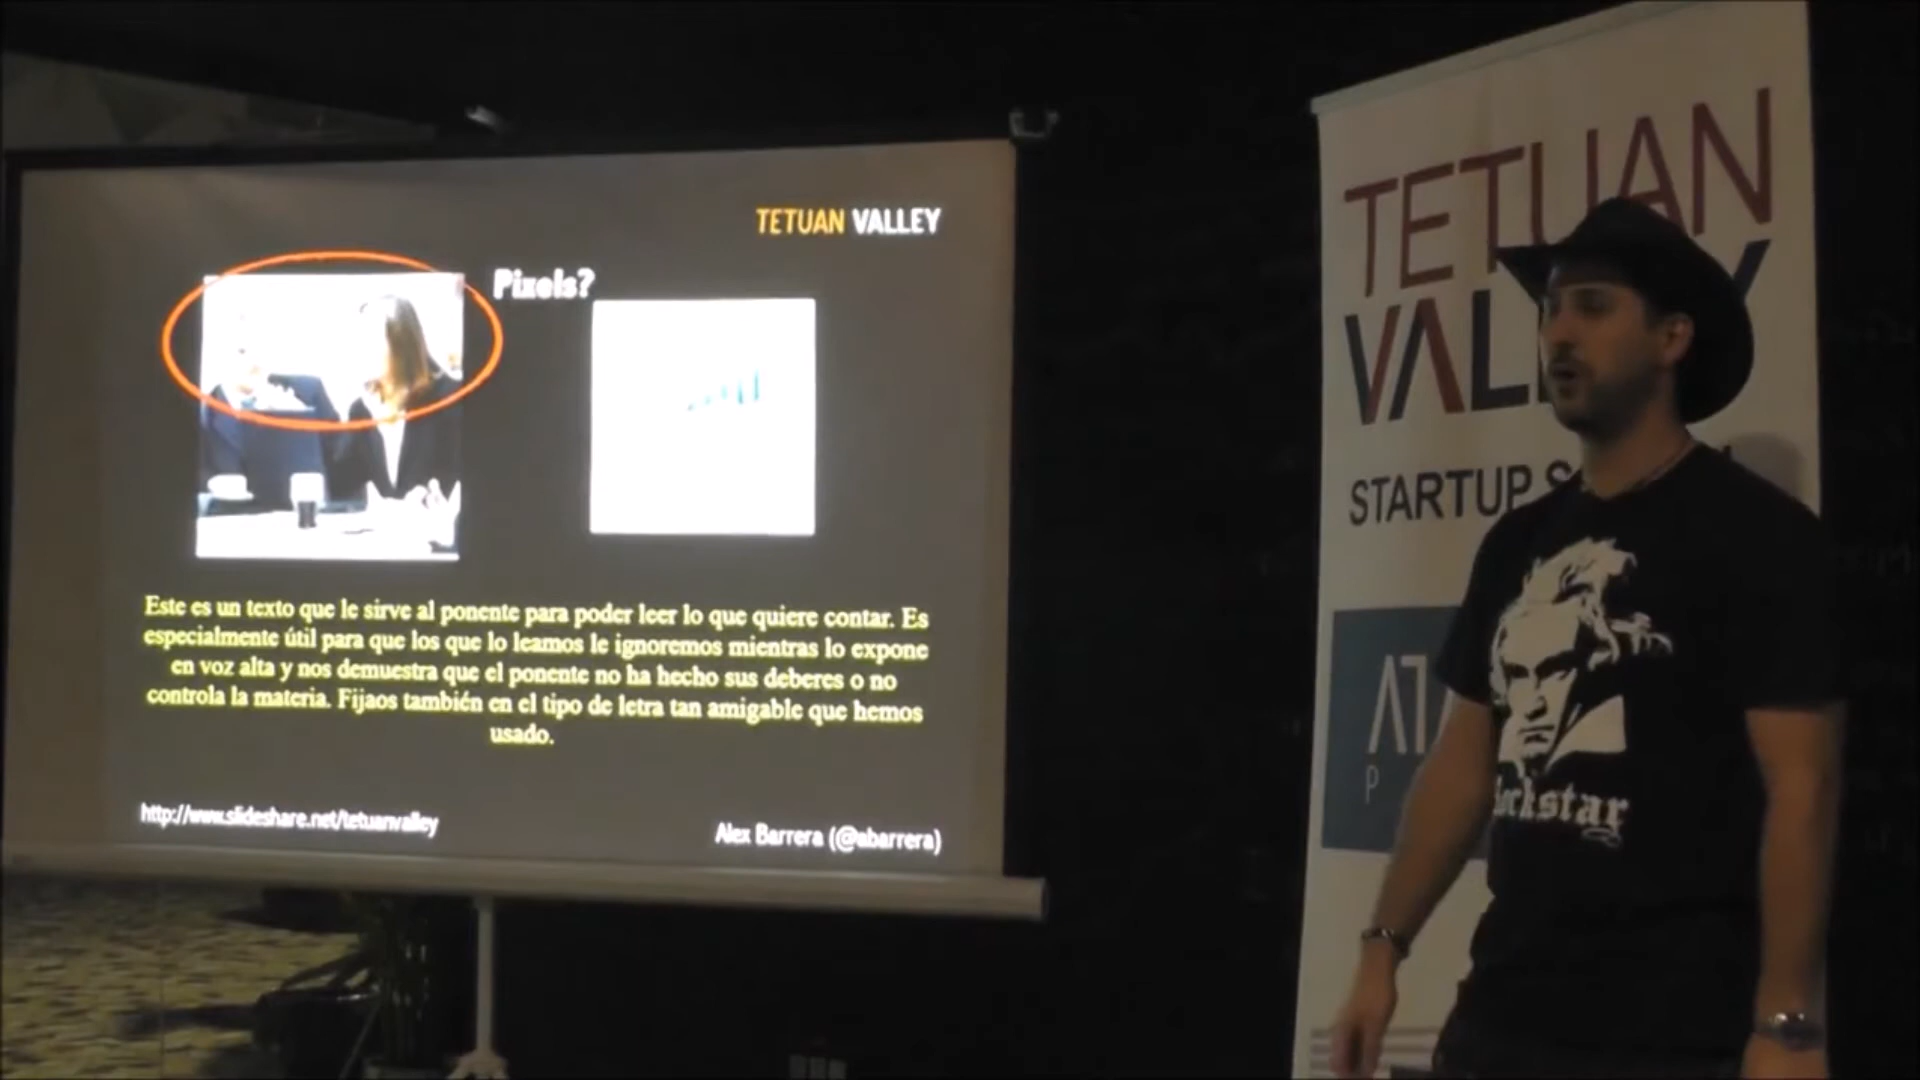 TETUAN VALLEY
Pixels?
Este es un texto que le sirve al ponente para poder leer lo que quiere contar. Es
especialmente útil para que los que lo leamos le ignoremos mientras lo expone
en voz alta y nos demuestra que el ponente no ha hecho sus deberes o no
controla la materia. Fijaos también en el tipo de letra tan amigable que hemos
usado.
http://www.slideshare.net/tetuanvalley
Alex Barrera (@abarrera)
TETUAN
VALL
STARTUP S
P
ockstar